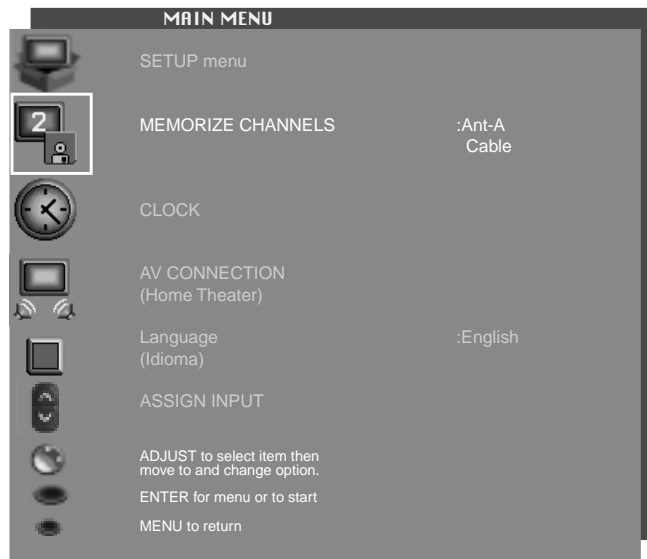 MAIN MENU
SETUP menu
2
MEMORIZE CHANNELS :Ant-A
Cable
CLOCK
AV CONNECTION
(Home Theater)
Language :English
(Idioma)
ASSIGN INPUT
ADJUST to select item then
move to and change option.
ENTER for menu or to start
MENU to return